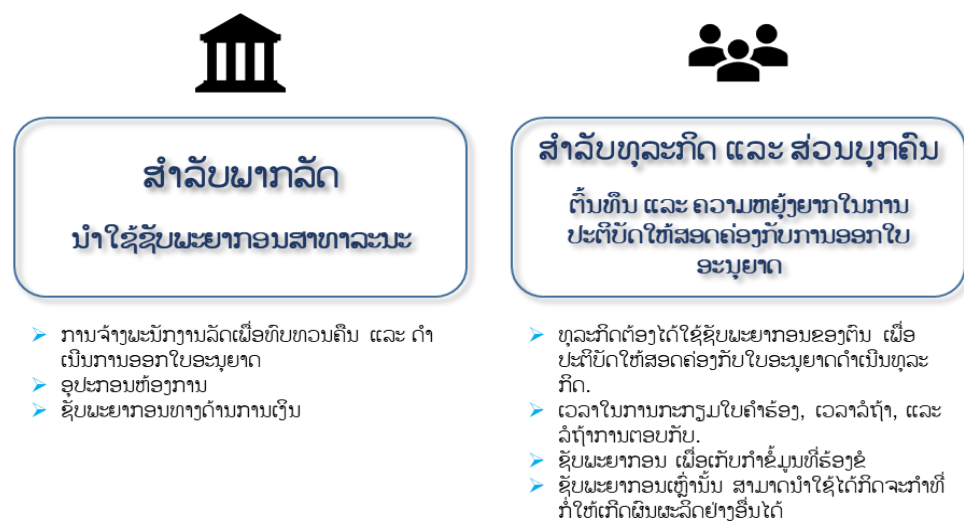 ສຳລັບພາກລັດ
ນຳໃຊ້ຊັບພະຍາກອນສາທາລະນະ
ການຈ້າງພະນັກງານລັດເພື່ອທົບທວນຄືນ ແລະ ດຳ
ເນີນການອອກໃບອະນຸຍາດ
ອຸປະກອນຫ້ອງການ
ຊັບພະຍາກອນທາງດ້ານການເງິນ
ສຳລັບທຸລະກິດ ແລະ ສ່ວນບຸກຄົນ
ຕົ້ນທຶນ ແລະ ຄວາມຫຍຸ້ງຍາກໃນການ
ປະຕິບັດໃຫ້ສອດຄ່ອງກັບການອອກໃບ
ອະນຸຍາດ
ທຸລະກິດຕ້ອງໄດ້ໃຊ້ຊັບພະຍາກອນຂອງຕົນ ເພື່ອ
ປະຕິບັດໃຫ້ສອດຄ່ອງກັບໃບອະນຸຍາດດຳເນີນທຸລະ
ກິດ.
ເວລາໃນການກະກຽມໃບຄຳຮ້ອງ, ເວລາລໍຖ້າ, ແລະ
ລໍຖ້າການຕອບກັບ.
ຊັບພະຍາກອນ ເພື່ອເກັບກຳຂໍ້ມູນທີ່ຮ້ອງຂໍ
ຊັບພະຍາກອນເຫຼົ່ານັ້ນ ສາມາດນຳໃຊ້ໄດ້ກິດຈະກຳທີ່
ກໍ່ໃຫ້ເກີດຜົນຜະລິດຢ່າງອື່ນໄດ້